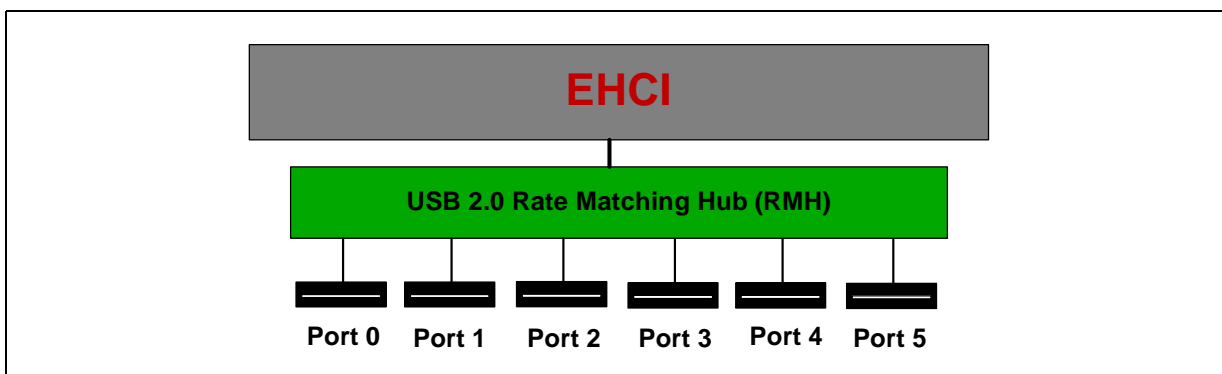 EHCI
USB 2.0 Rate Matching Hub (RMH)
Port 0 Port 1 Port 2 Port 3 Port 4 Port 5